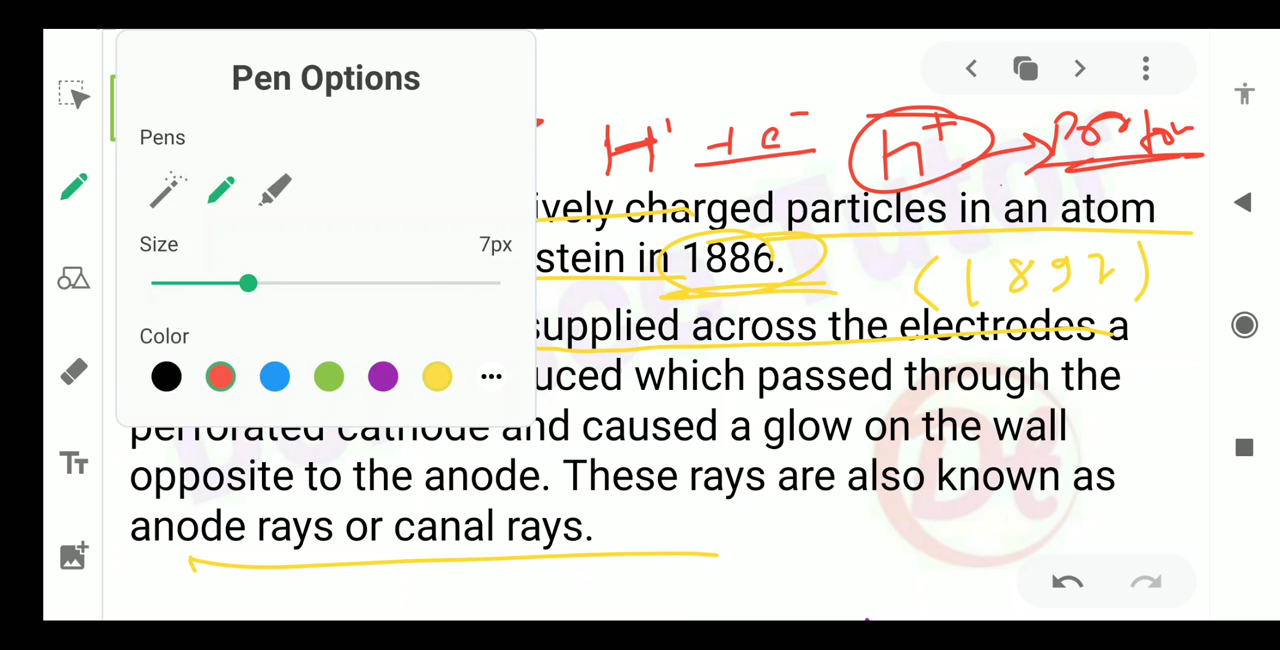 Pen Options
Pens
Size 7px
Color
H + e⁻ h⁺
ively charged particles in an atom
stein in 1886.
(1892)
supplied across the electrodes a
uced which passed through the
perforated cathode and caused a glow on the wall
opposite to the anode. These rays are also known as
anode rays or canal rays.